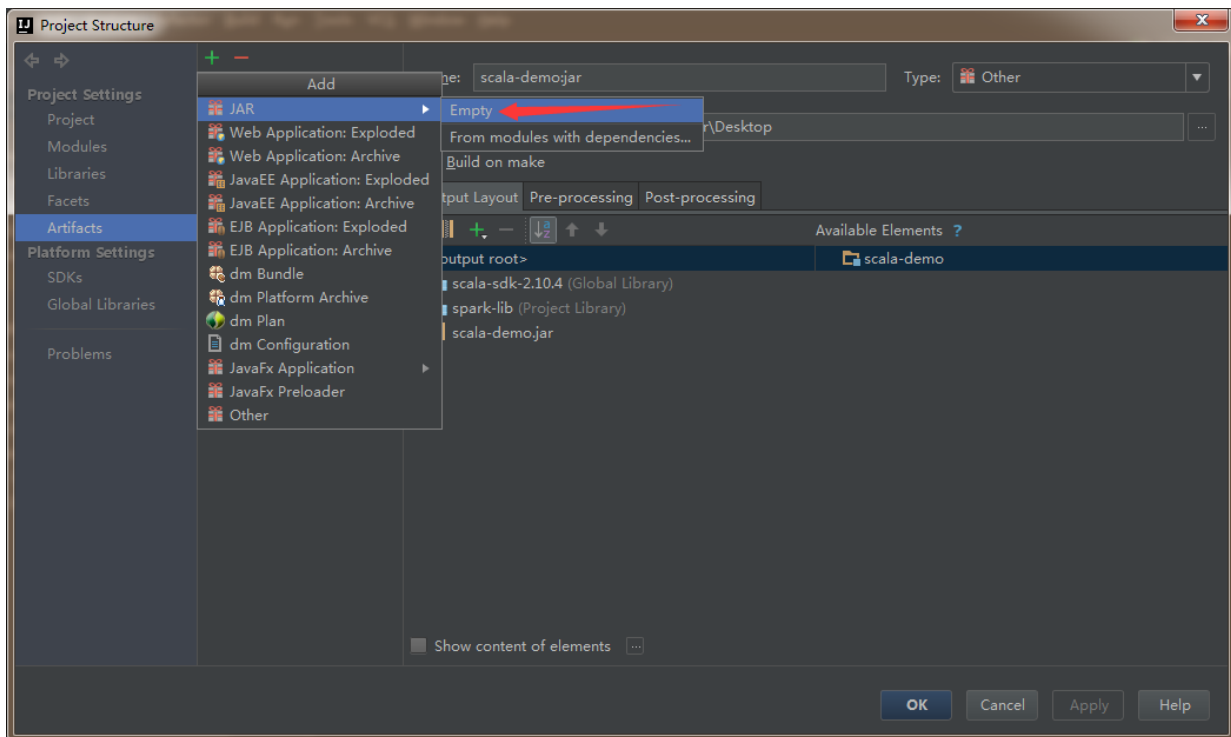 Project Structure
Project Settings
Project
Modules
Libraries
Facets
Artifacts
Platform Settings
SDKs
Global Libraries
Problems
Add
JAR
Web Application: Exploded
Web Application: Archive
JavaEE Application: Exploded
JavaEE Application: Archive
EJB Application: Exploded
EJB Application: Archive
dm Bundle
dm Platform Archive
dm Plan
dm Configuration
JavaFx Application
JavaFx Preloader
Other
Empty
From modules with dependencies...
scala-demo:jar Type: Other
r\Desktop ...
Build on make
tput Layout Pre-processing Post-processing
Available Elements ?
output root> scala-demo
scala-sdk-2.10.4 (Global Library)
spark-lib (Project Library)
scala-demo.jar
Show content of elements ...
OK Cancel Apply Help